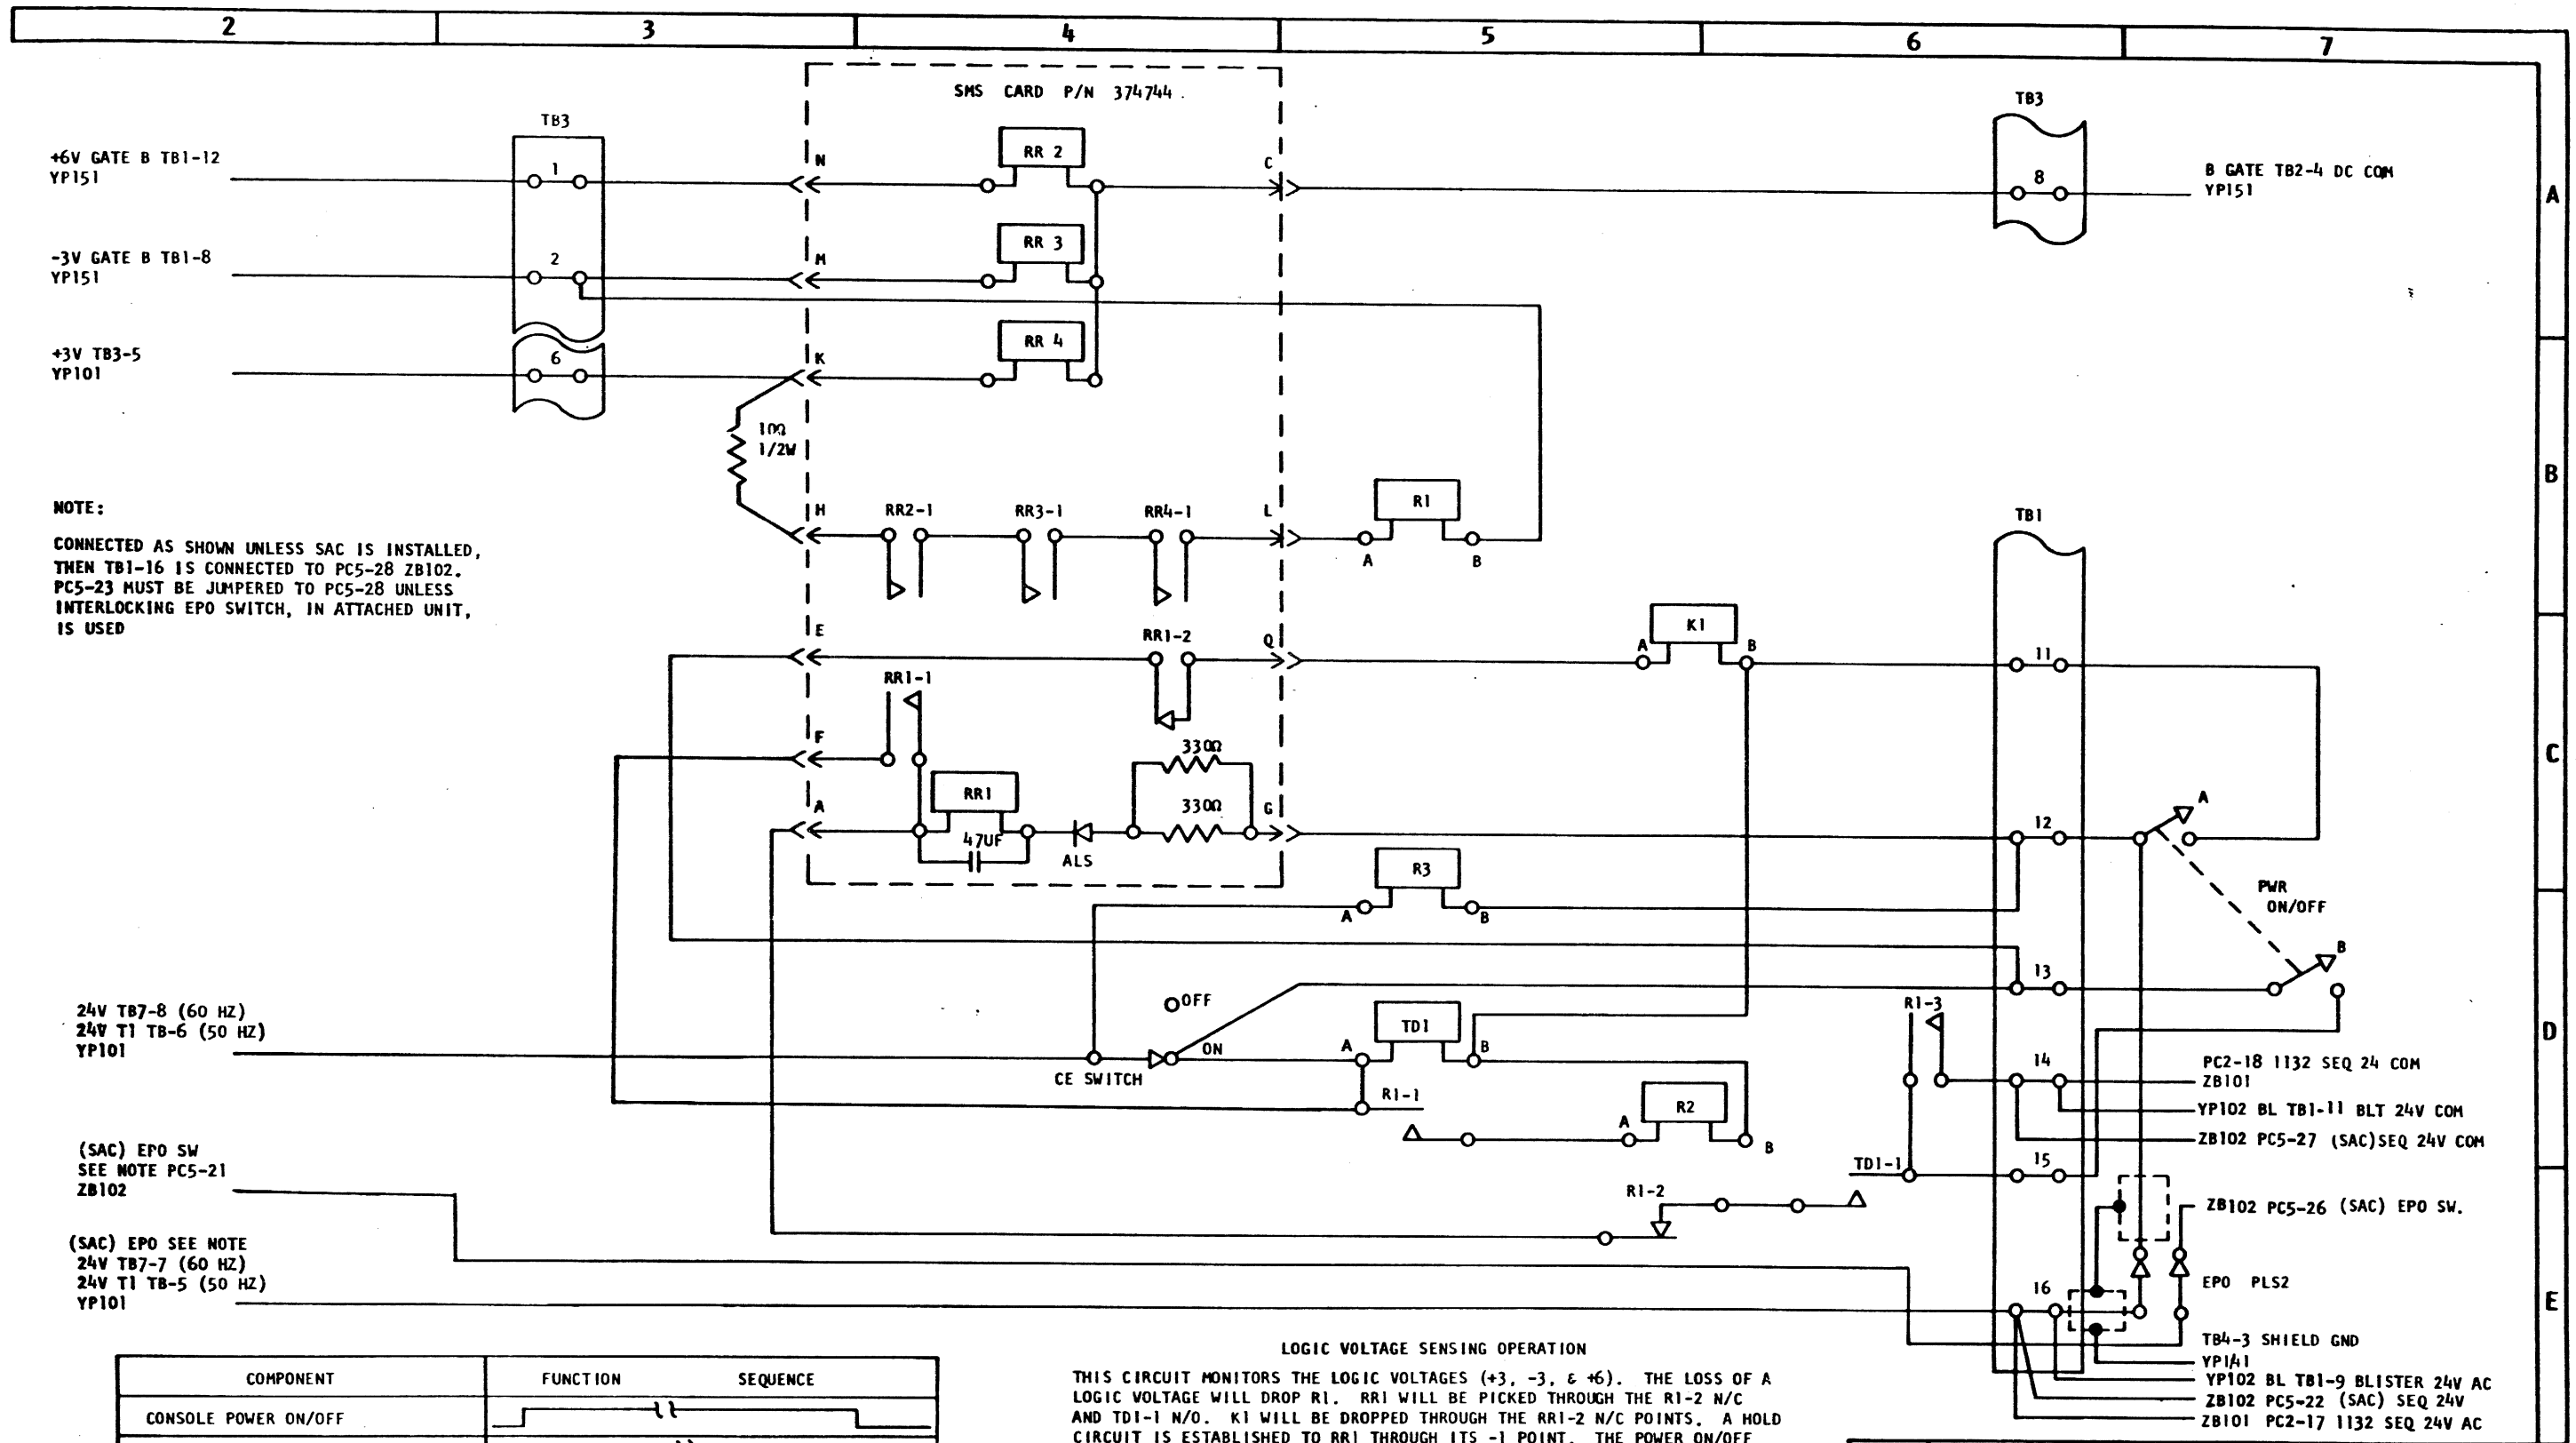 2 3 4 5 6 7
SMS CARD P/N 374744
TB3
TB3
+6V GATE B TB1-12
YP151
1
N
RR 2
C
8
B GATE TB2-4 DC COM
YP151
A
-3V GATE B TB1-8
YP151
2
M
RR 3
+3V TB3-5
YP101
6
K
RR 4
10Ω
1/2W
B
NOTE:
CONNECTED AS SHOWN UNLESS SAC IS INSTALLED,
THEN TB1-16 IS CONNECTED TO PC5-28 ZB102.
PC5-23 MUST BE JUMPERED TO PC5-28 UNLESS
INTERLOCKING EPO SWITCH, IN ATTACHED UNIT,
IS USED
H
RR2-1
RR3-1
RR4-1
L
R1
A
B
TB1
E
RR1-2
Q
K1
A
B
11
RR1-1
F
330Ω
C
A
RR1
47UF
ALS
330Ω
G
12
A
R3
A
B
PWR
ON/OFF
13
B
24V TB7-8 (60 HZ)
24V T1 TB-6 (50 HZ)
YP101
OFF
ON
CE SWITCH
TD1
A
B
R1-3
D
14
PC2-18 1132 SEQ 24 COM
ZB101
YP102 BL TB1-11 BLT 24V COM
ZB102 PC5-27 (SAC)SEQ 24V COM
R1-1
R2
A
B
(SAC) EPO SW
SEE NOTE PC5-21
ZB102
TD1-1
15
R1-2
ZB102 PC5-26 (SAC) EPO SW.
(SAC) EPO SEE NOTE
24V TB7-7 (60 HZ)
24V T1 TB-5 (50 HZ)
YP101
16
EPO PLS2
E
TB4-3 SHIELD GND
YP141
YP102 BL TB1-9 BLISTER 24V AC
ZB102 PC5-22 (SAC) SEQ 24V
ZB101 PC2-17 1132 SEQ 24V AC
COMPONENT FUNCTION SEQUENCE
CONSOLE POWER ON/OFF
LOGIC VOLTAGE SENSING OPERATION
THIS CIRCUIT MONITORS THE LOGIC VOLTAGES (+3, -3, & +6). THE LOSS OF A
LOGIC VOLTAGE WILL DROP R1. RR1 WILL BE PICKED THROUGH THE R1-2 N/C
AND TD1-1 N/O. K1 WILL BE DROPPED THROUGH THE RR1-2 N/C POINTS. A HOLD
CIRCUIT IS ESTABLISHED TO RR1 THROUGH ITS -1 POINT. THE POWER ON/OFF